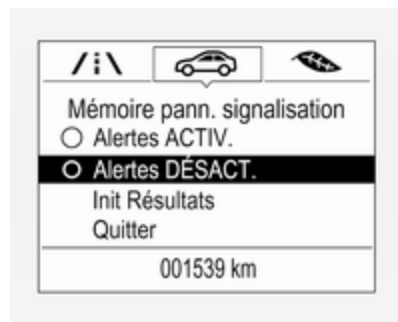 Mémoire pann. signalisation
Alertes ACTIV.
Alertes DÉSACT.
Init Résultats
Quitter
001539 km